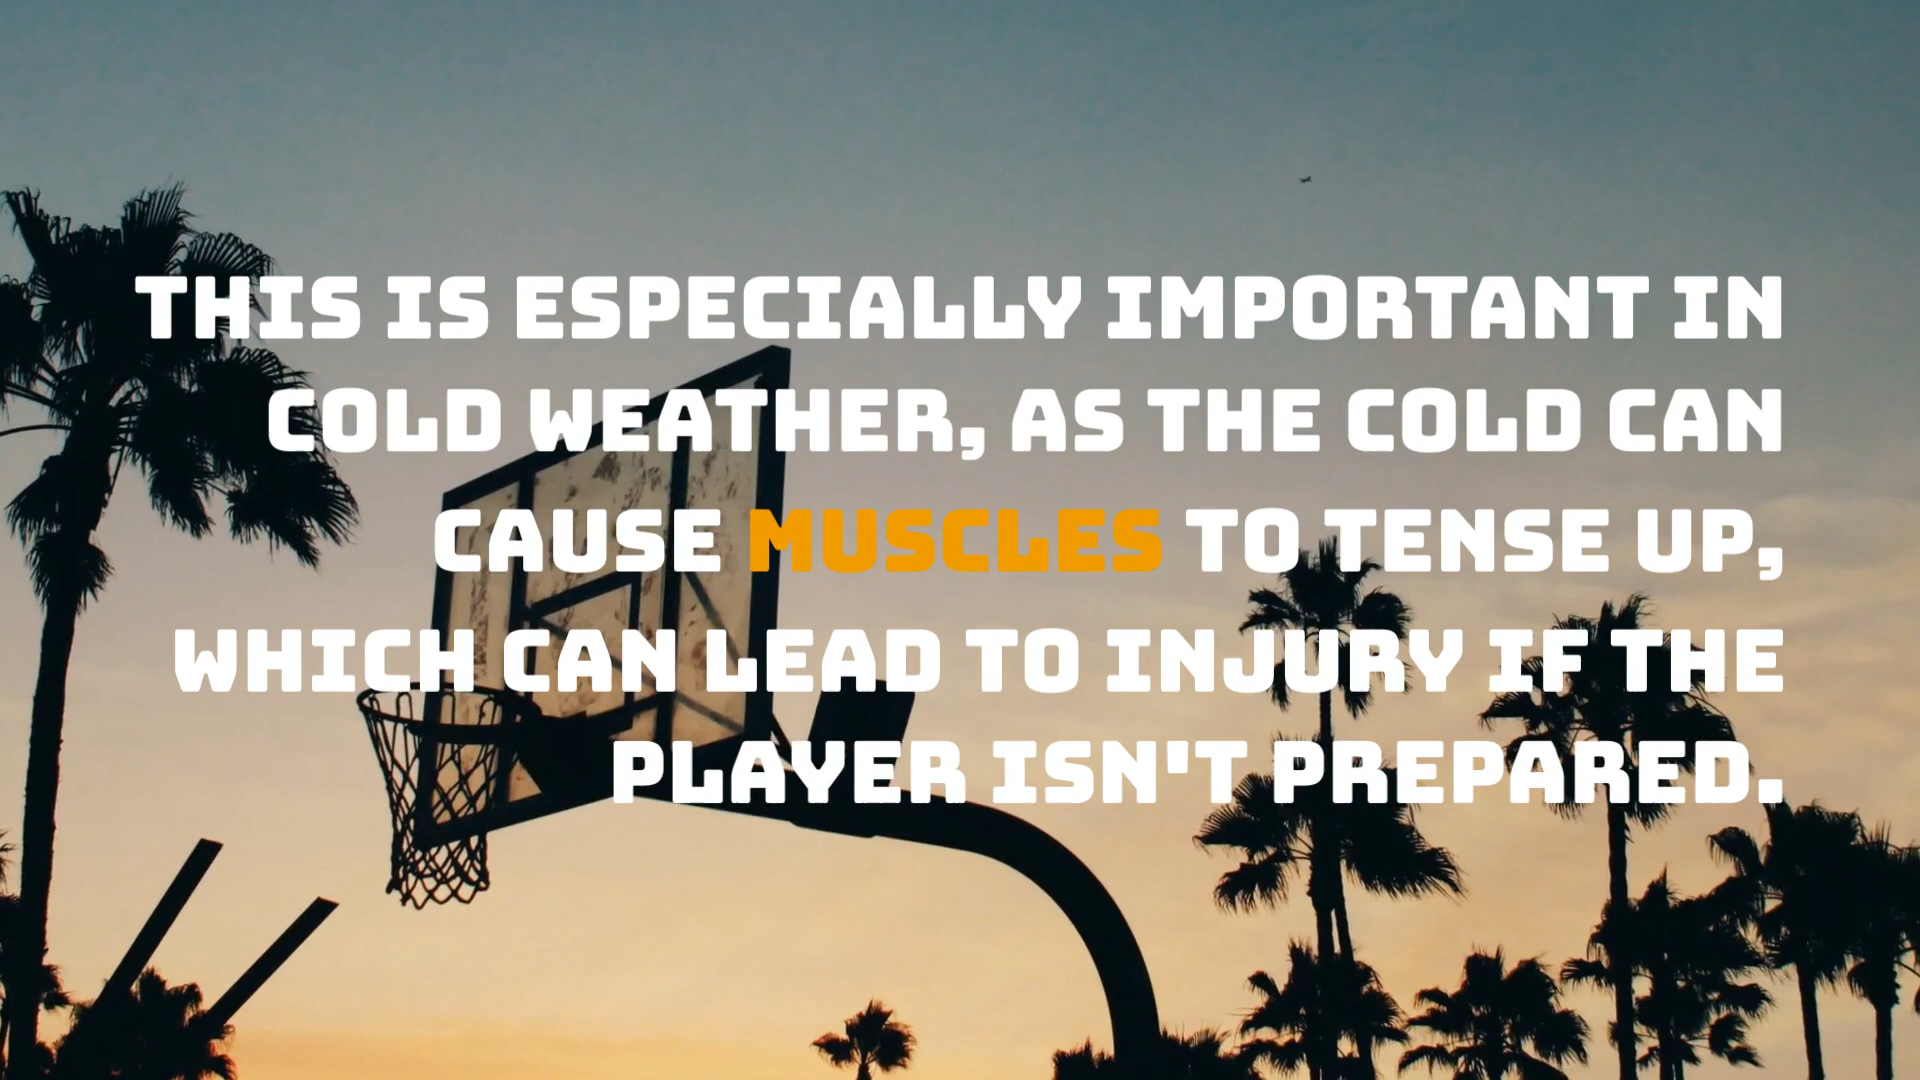 THIS IS ESPECIALLY IMPORTANT IN
COLD WEATHER, AS THE COLD CAN
CAUSE MUSCLES TO TENSE UP,
WHICH CAN LEAD TO INJURY IF THE
PLAYER ISN'T PREPARED.